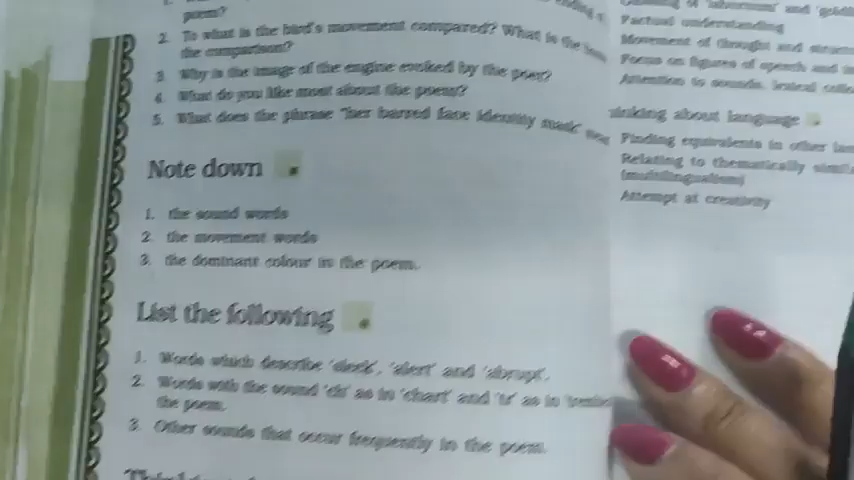 poem?
2. To what is the bird's movement compared? What is the
the comparison?
3. Why is the image of the engine evoked by the poet?
4. What do you like most about the poem?
5. What does the phrase "her barred face identity mask"
Note down
1. the sound words
2. the movement words
3. the dominant colour in the poem.
List the following
1. Words which describe 'sleek', 'alert' and 'abrupt'.
2. Words with the sound 'ch' as in 'chart' and 'tr' as in
the poem.
3. Other sounds that occur frequently in the poem.
of 'laburnum' and
Factual understanding
Movement of thought and
Focus on figures of speech and
Attention to sounds, lexical
about language
Finding equivalents in other
Relating to thematically
(multilingualism)
Attempt at creativity